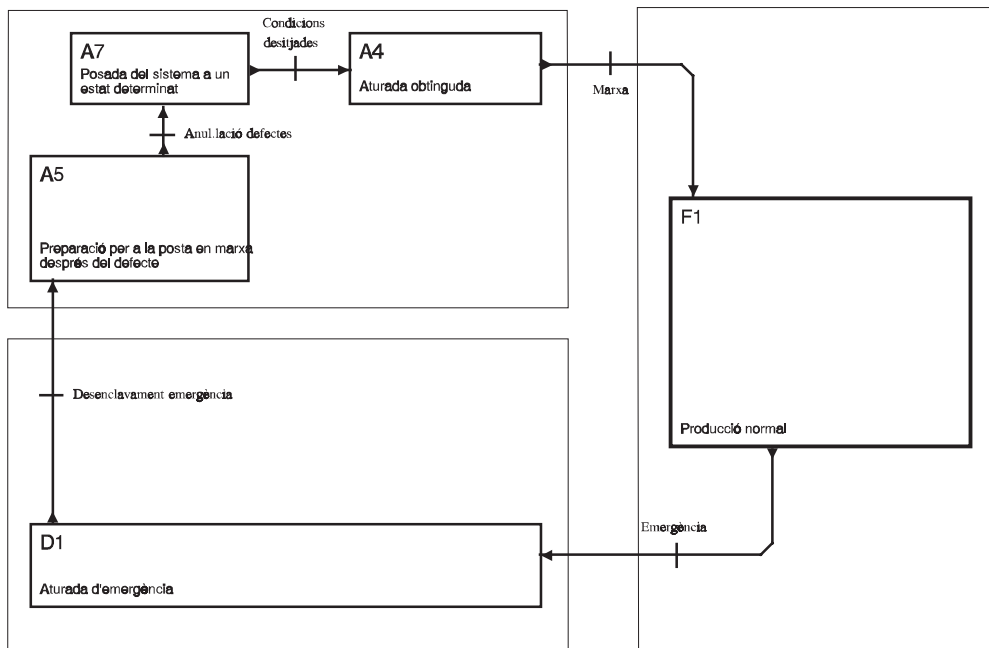 A7
Posada del sistema a un
estat determinat
Condicions
desitjades
A4
Aturada obtinguda
Marxa
Anul.lació defectes
A5
Preparació per a la posta en marxa
després del defecte
F1
Producció normal
Desenclavament emergència
Emergència
D1
Aturada d'emergència